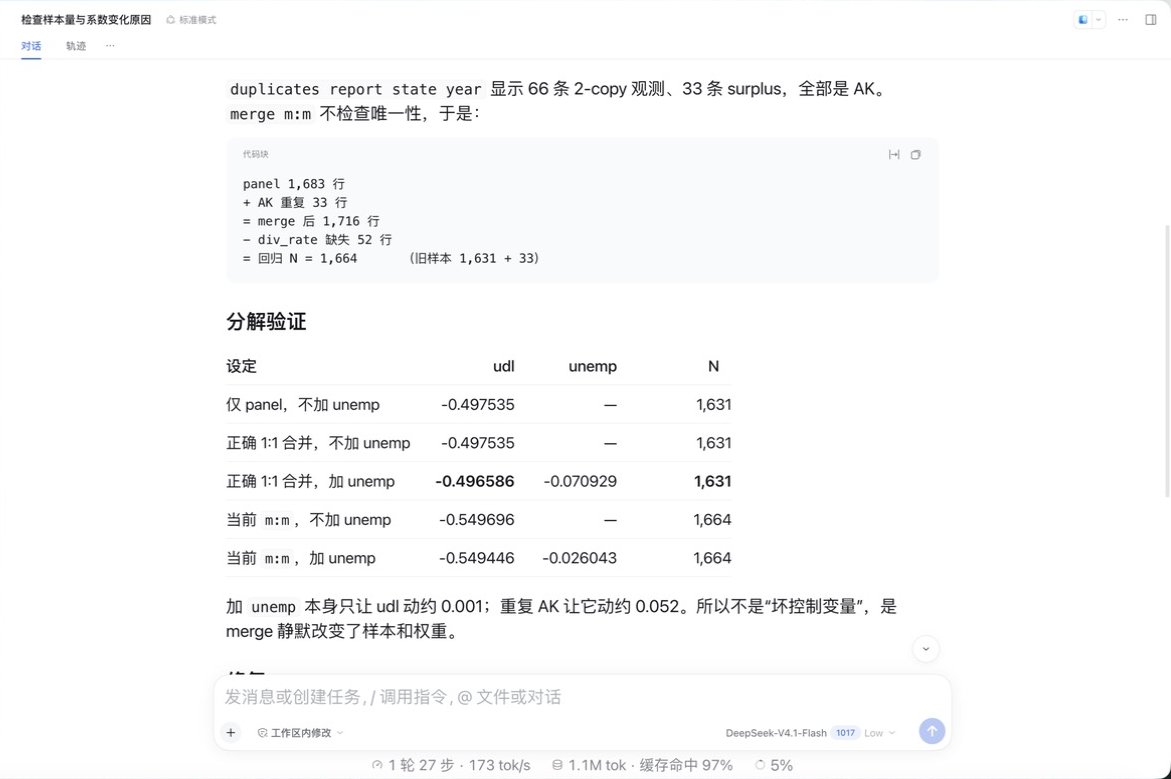 检查样本量与系数变化原因 标准模式
对话 轨迹 ...
duplicates report state year 显示 66 条 2-copy 观测、33 条 surplus，全部是 AK。
merge m:m 不检查唯一性，于是：
代码块
panel 1,683 行
+ AK 重复 33 行
= merge 后 1,716 行
− div_rate 缺失 52 行
= 回归 N = 1,664 (旧样本 1,631 + 33)
分解验证
设定 udl unemp N
仅 panel，不加 unemp -0.497535 — 1,631
正确 1:1 合并，不加 unemp -0.497535 — 1,631
正确 1:1 合并，加 unemp -0.496586 -0.070929 1,631
当前 m:m，不加 unemp -0.549696 — 1,664
当前 m:m，加 unemp -0.549446 -0.026043 1,664
加 unemp 本身只让 udl 动约 0.001；重复 AK 让它动约 0.052。所以不是“坏控制变量”，是
merge 静默改变了样本和权重。
发消息或创建任务, / 调用指令, @ 文件或对话
+ 工作区内修改 DeepSeek-V4.1-Flash 1017 Low
1 轮 27 步 · 173 tok/s 1.1M tok · 缓存命中 97% 5%